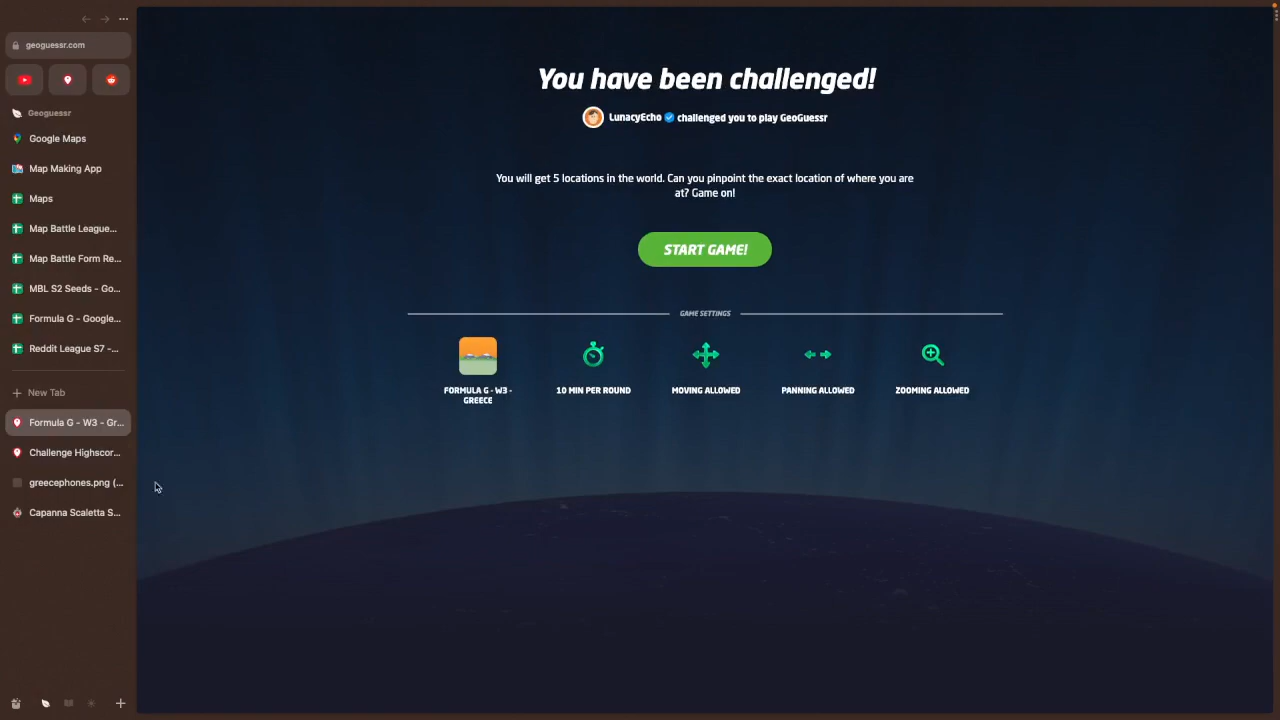 geoguessr.com
Geoguessr
Google Maps
Map Making App
Maps
Map Battle League...
Map Battle Form Re...
MBL S2 Seeds - Go...
Formula G - Google...
Reddit League S7 -...
New Tab
Formula G - W3 - Gr...
Challenge Highscor...
greecephones.png (...
Capanna Scaletta S...
You have been challenged!
LunacyEcho challenged you to play GeoGuessr
You will get 5 locations in the world. Can you pinpoint the exact location of where you are
at? Game on!
START GAME!
GAME SETTINGS
FORMULA G - W3 -
GREECE
10 MIN PER ROUND
MOVING ALLOWED
PANNING ALLOWED
ZOOMING ALLOWED